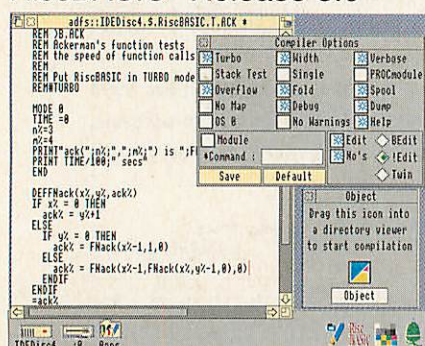 adfs::IDEDisc4.$.RiscBASIC.T.ACK *
REM >B.ACK
REM Ackerman's function tests
REM the speed of function calls
REM
REM Put RiscBASIC in TURBO mode
REM#TURBO
MODE 0
TIME =0
n%=3
m%=4
PRINT"ack(";n%;",";m%;") is ";F
PRINT TIME/100;" secs"
END
DEFFNack(x%,y%,ack%)
IF x% = 0 THEN
ack% = y%+1
ELSE
IF y% = 0 THEN
ack% = FNack(x%-1,1,0)
ELSE
ack% = FNack(x%-1,FNack(x%,y%-1,0),0)
ENDIF
ENDIF
=ack%
Compiler Options
Turbo
Width
Verbose
Stack Test
Single
PROCmodule
Overflow
Fold
Spool
No Map
Debug
Dump
OS 0
No Warnings
Help
Module
Edit
BEdit
*Command :
No's
!Edit
Save
Default
Twin
Object
Drag this icon into
a directory viewer
to start compilation
Object
IDEDisc4
:0
Apps
Risc
BASIC